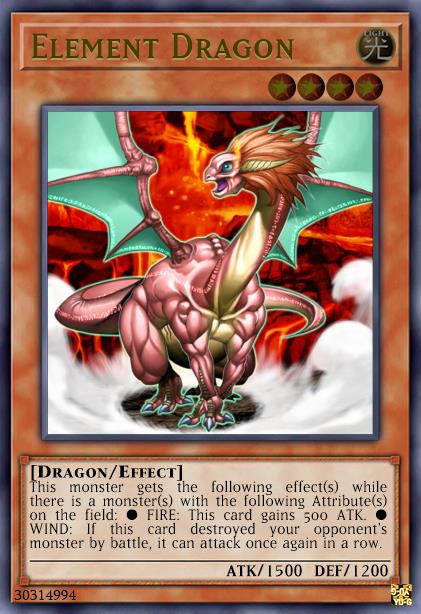 ELEMENT DRAGON
LIGHT
光
[DRAGON/EFFECT]
This monster gets the following effect(s) while
there is a monster(s) with the following Attribute(s)
on the field: ● FIRE: This card gains 500 ATK. ●
WIND: If this card destroyed your opponent's
monster by battle, it can attack once again in a row.
ATK/1500 DEF/1200
30314994